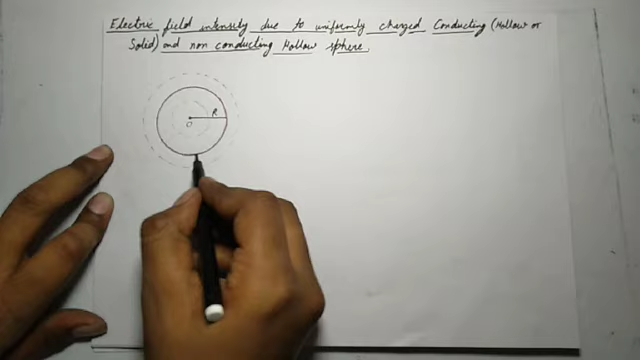 Electric field intensity due to uniformly charged Conducting (Hollow or
Solid) and non conducting Hollow sphere.
R
O